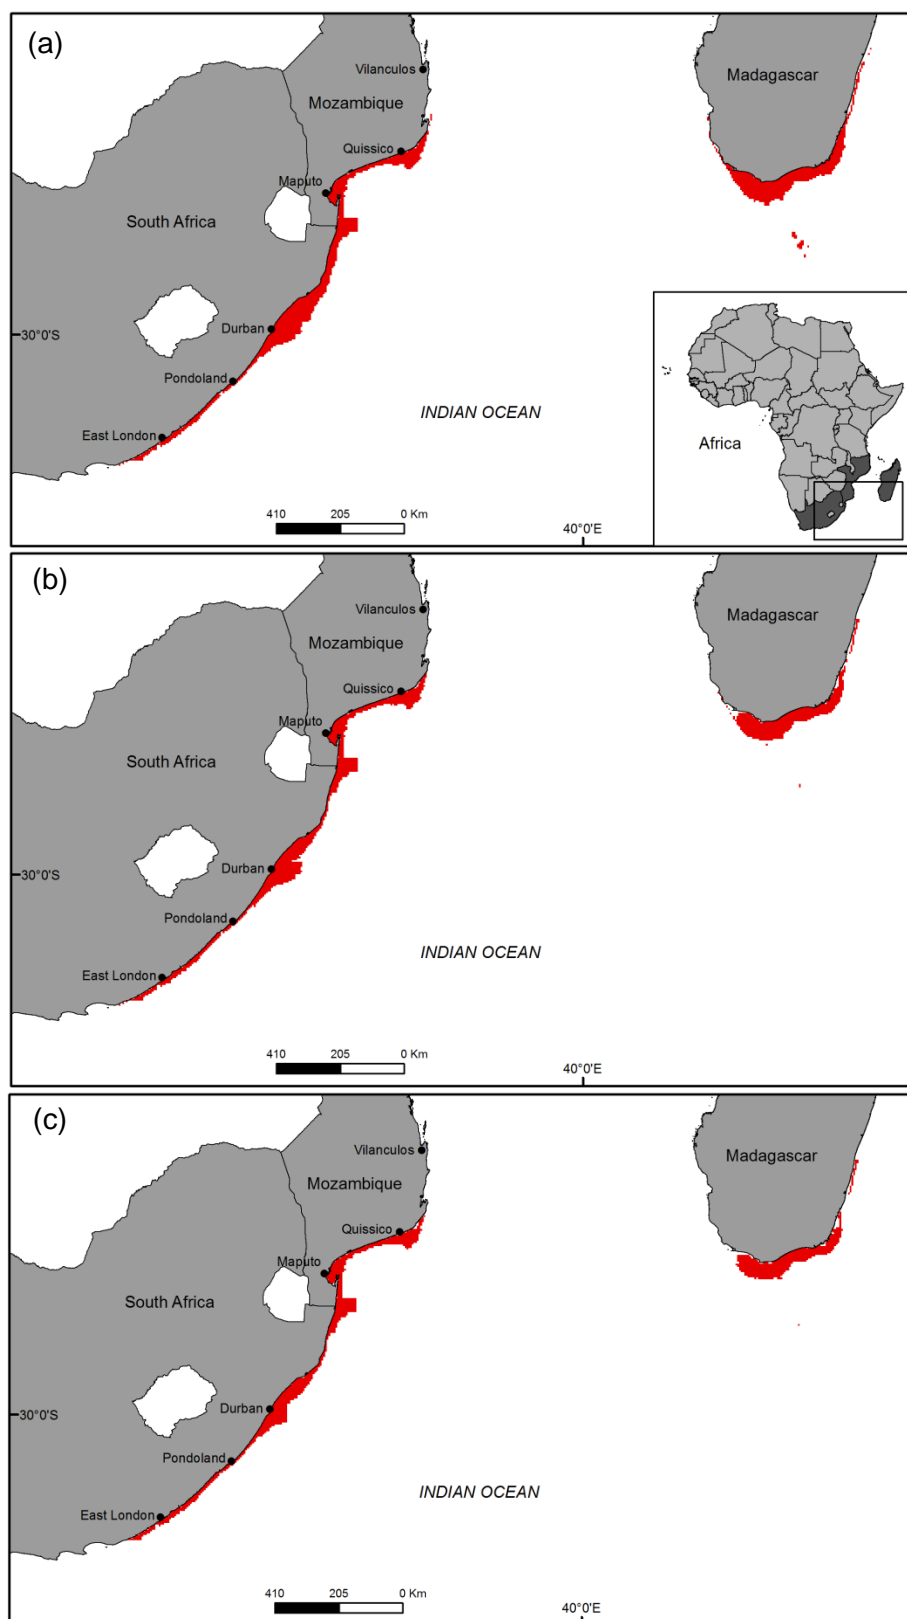 (a)
Vilanculos
Madagascar
Mozambique
Quissico
Maputo
South Africa
Durban
30°0'S
Pondoland
INDIAN OCEAN
East London
Africa
410 205 0 Km
40°0'E
(b)
Vilanculos
Madagascar
Mozambique
Quissico
Maputo
South Africa
Durban
30°0'S
Pondoland
INDIAN OCEAN
East London
410 205 0 Km
40°0'E
(c)
Vilanculos
Madagascar
Mozambique
Quissico
Maputo
South Africa
Durban
30°0'S
Pondoland
INDIAN OCEAN
East London
410 205 0 Km
40°0'E